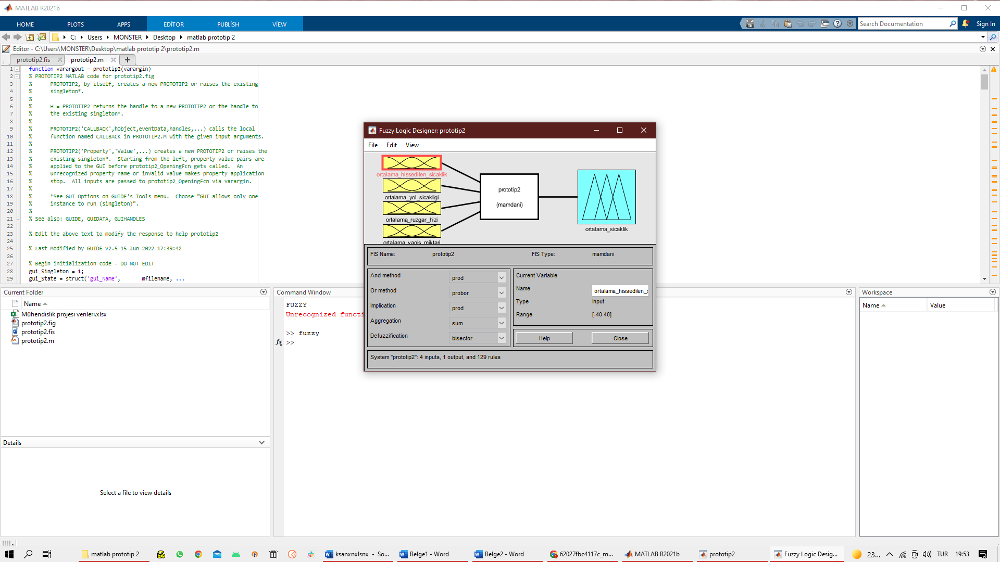 MATLAB R2021b
HOME PLOTS APPS EDİTOR PUBLİSH VİEW
Search Documentation Sign In
C: Users MONSTER Desktop matlab prototip 2
Editor - C:\Users\MONSTER\Desktop\matlab prototip 2\prototip2.m
prototip2.fis prototip2.m
1 function varargout = prototip2(varargin)
2 % PROTOTIP2 MATLAB code for prototip2.fig
3 % PROTOTIP2, by itself, creates a new PROTOTIP2 or raises the existing
4 % singleton*.
5 %
6 % H = PROTOTIP2 returns the handle to a new PROTOTIP2 or the handle to
7 % the existing singleton*.
8 %
9 % PROTOTIP2('CALLBACK',hObject,eventData,handles,...) calls the local
10 % function named CALLBACK in PROTOTIP2.M with the given input arguments.
11 %
12 % PROTOTIP2('Property','Value',...) creates a new PROTOTIP2 or raises the
13 % existing singleton*. Starting from the left, property value pairs are
14 % applied to the GUI before prototip2_OpeningFcn gets called. An
15 % unrecognized property name or invalid value makes property application
16 % stop. All inputs are passed to prototip2_OpeningFcn via varargin.
17 %
18 % *See GUI Options on GUIDE's Tools menu. Choose "GUI allows only one
19 % instance to run (singleton)".
20 %
21 % See also: GUIDE, GUIDATA, GUIHANDLES
22
23 % Edit the above text to modify the response to help prototip2
24
25 % Last Modified by GUIDE v2.5 15-Jun-2022 17:39:42
26
27 % Begin initialization code - DO NOT EDIT
28 gui_Singleton = 1;
29 gui_State = struct('gui_Name', mfilename, ...
Fuzzy Logic Designer: prototip2
File Edit View
ortalama_hissedilen_sicaklik
ortalama_yol_sicakligi
ortalama_ruzgar_hizi
ortalama_yagis_miktari
prototip2
(mamdani)
ortalama_sicaklik
FIS Name: prototip2 FIS Type: mamdani
And method prod
Or method probor
Implication prod
Aggregation sum
Defuzzification bisector
Current Variable
Name ortalama_hissedilen_s
Type input
Range [-40 40]
Help Close
System "prototip2": 4 inputs, 1 output, and 129 rules
Current Folder
Name
Mühendislik projesi verileri.xlsx
prototip2.fig
prototip2.fis
prototip2.m
Details
Select a file to view details
Command Window
FUZZY
Unrecognized functi
>> fuzzy
fx >>
Workspace
Name Value
matlab prototip 2
ksanxnxlsnx - So...
Belge1 - Word
Belge2 - Word
62027fbc4117c_m...
MATLAB R2021b
prototip2
Fuzzy Logic Desig...
23...
TUR
19:53